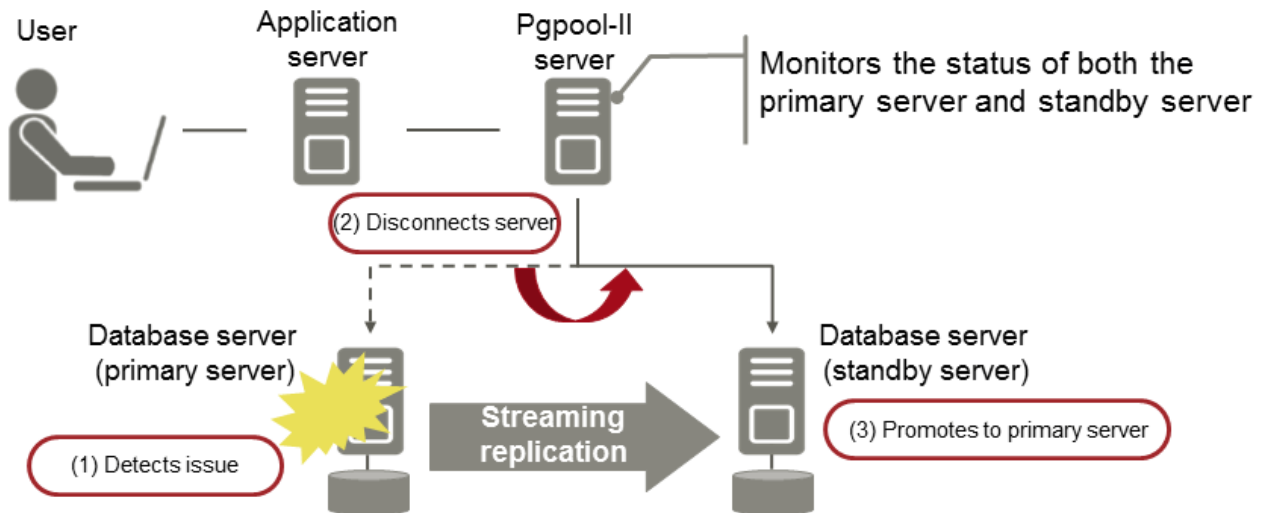 User
Application
server
Pgpool-II
server
Monitors the status of both the
primary server and standby server
(2) Disconnects server
Database server
(primary server)
Database server
(standby server)
Streaming
replication
(1) Detects issue
(3) Promotes to primary server